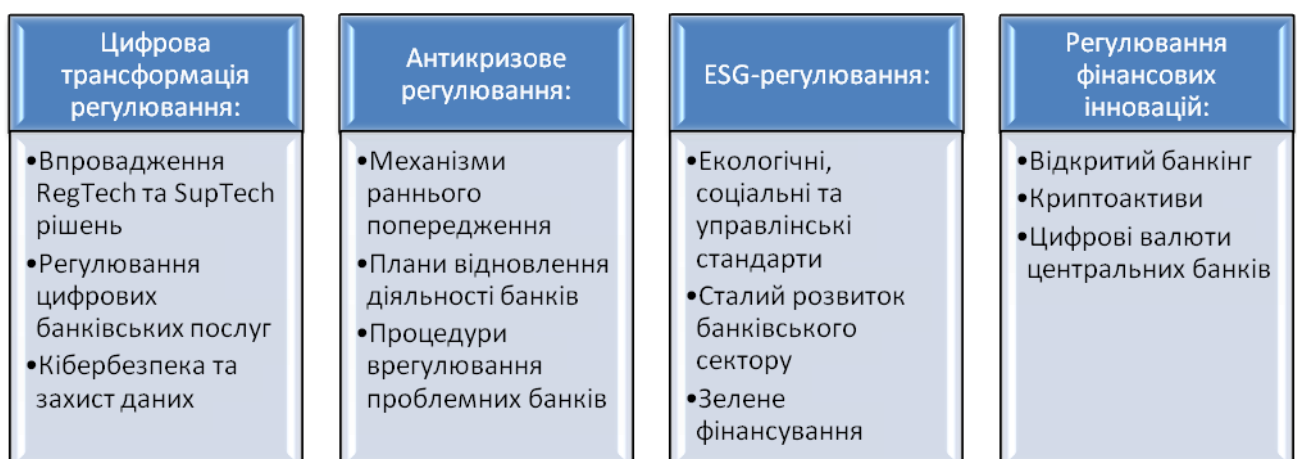 Цифрова
трансформація
регулювання:
•Впровадження
RegTech та SupTech
рішень
•Регулювання
цифрових
банківських послуг
•Кібербезпека та
захист даних
Антикризове
регулювання:
•Механізми
раннього
попередження
•Плани відновлення
діяльності банків
•Процедури
врегулювання
проблемних банків
ESG-регулювання:
•Екологічні,
соціальні та
управлінські
стандарти
•Сталий розвиток
банківського
сектору
•Зелене
фінансування
Регулювання
фінансових
інновацій:
•Відкритий банкінг
•Криптоактиви
•Цифрові валюти
центральних банків